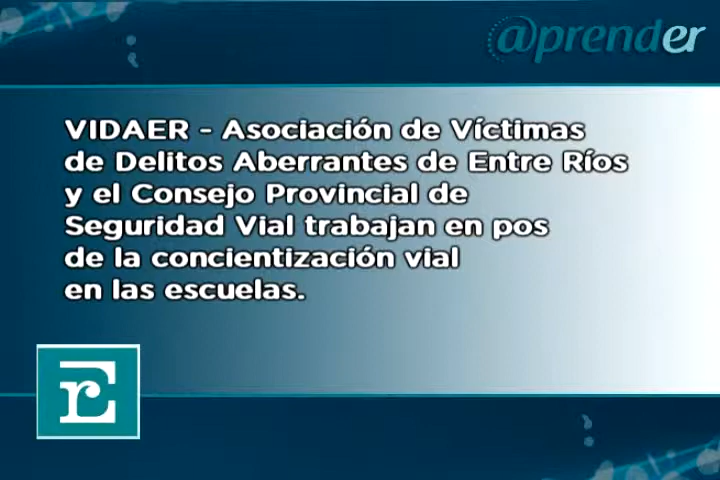 @prender
VIDAER - Asociación de Víctimas
de Delitos Aberrantes de Entre Ríos
y el Consejo Provincial de
Seguridad Vial trabajan en pos
de la concientización vial
en las escuelas.
Er